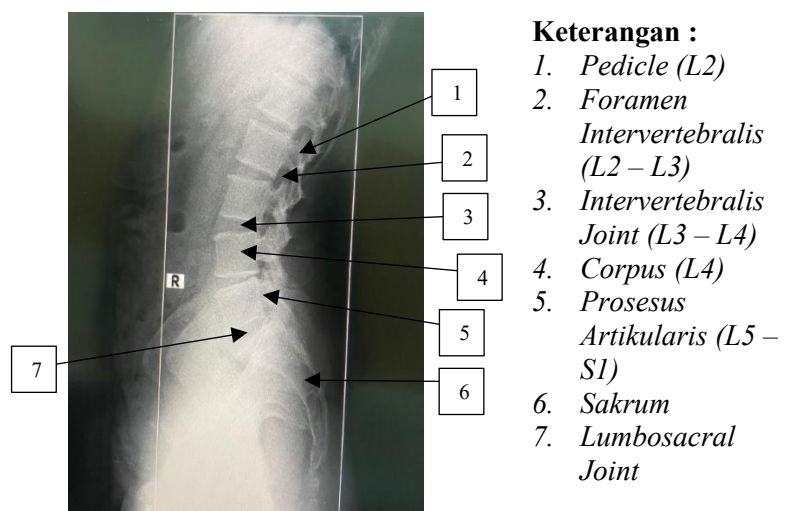 Keterangan :
1. Pedicle (L2)
2. Foramen
Intervertebralis
(L2 – L3)
3. Intervertebralis
Joint (L3 – L4)
4. Corpus (L4)
5. Prosesus
Artikularis (L5 –
S1)
6. Sakrum
7. Lumbosacral
Joint
1
2
3
4
5
6
7
R